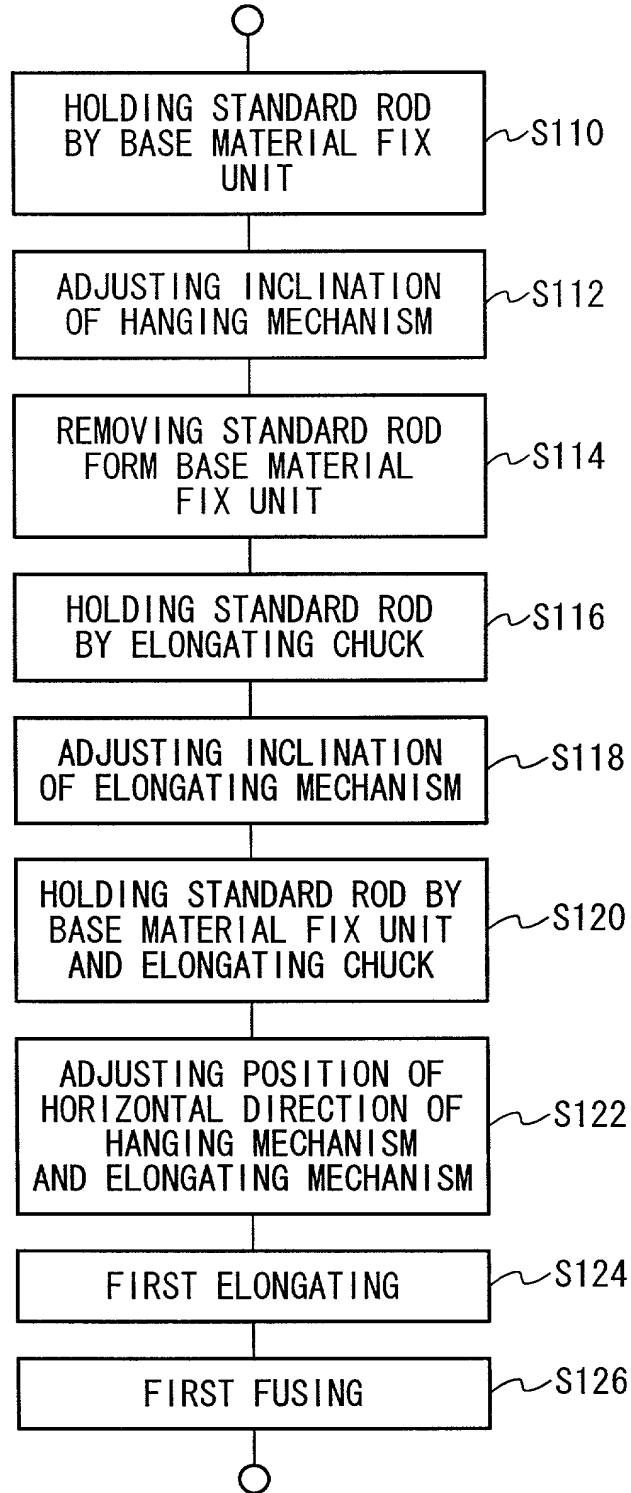 HOLDING STANDARD ROD
BY BASE MATERIAL FIX
UNIT
S110
ADJUSTING INCLINATION
OF HANGING MECHANISM
S112
REMOVING STANDARD ROD
FORM BASE MATERIAL
FIX UNIT
S114
HOLDING STANDARD ROD
BY ELONGATING CHUCK
S116
ADJUSTING INCLINATION
OF ELONGATING MECHANISM
S118
HOLDING STANDARD ROD BY
BASE MATERIAL FIX UNIT
AND ELONGATING CHUCK
S120
ADJUSTING POSITION OF
HORIZONTAL DIRECTION OF
HANGING MECHANISM
AND ELONGATING MECHANISM
S122
FIRST ELONGATING
S124
FIRST FUSING
S126